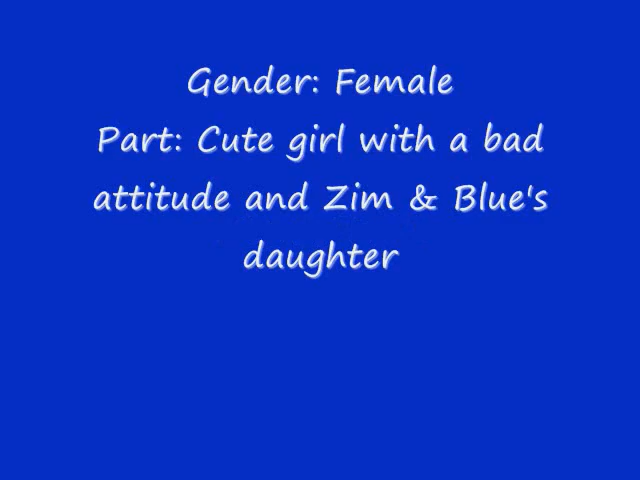 Gender: Female
Part: Cute girl with a bad
attitude and Zim & Blue's
daughter